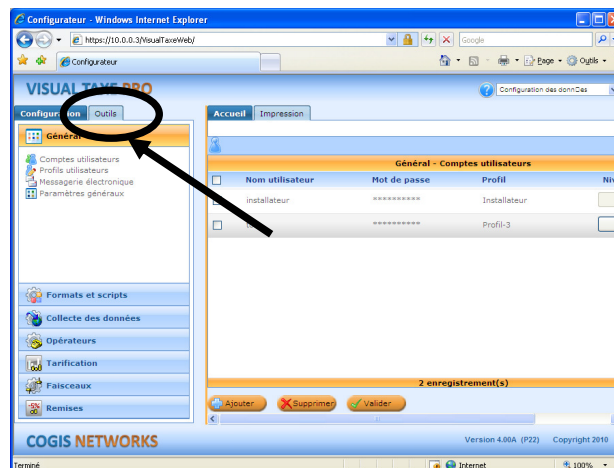 Configurateur - Windows Internet Explorer
https://10.0.0.3/VisualTaxeWeb/
Google
Configurateur
Page
Outils
VISUAL TAXE PRO
Configuration des donn□es
Configuration
Outils
Accueil
Impression
Général
Comptes utilisateurs
Profils utilisateurs
Messagerie électronique
Paramètres généraux
Général - Comptes utilisateurs
Nom utilisateur
Mot de passe
Profil
installateur
**********
Installateur
**********
Profil-3
Formats et scripts
Collecte des données
Opérateurs
Tarification
Faisceaux
Remises
2 enregistrement(s)
Ajouter
Supprimer
Valider
COGIS NETWORKS
Version 4.00A (P22)
Copyright 2010
Terminé
Internet
100%